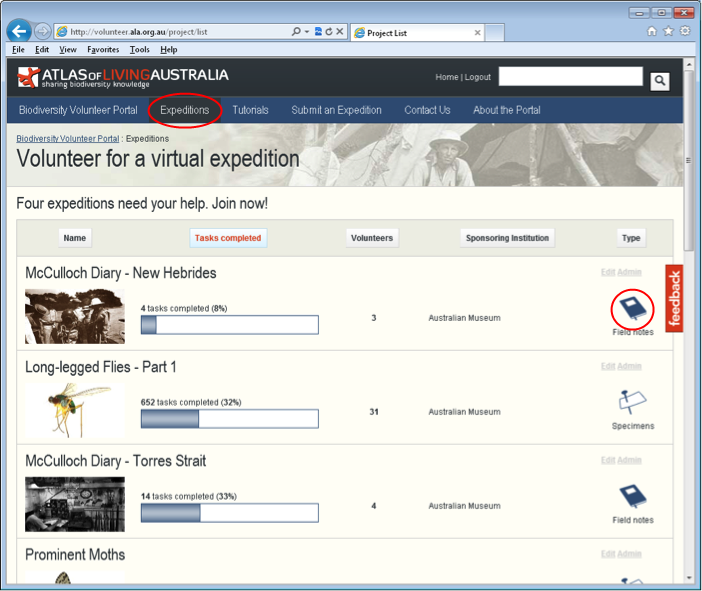 http://volunteer.ala.org.au/project/list
Project List
File Edit View Favorites Tools Help
ATLAS OF LIVING AUSTRALIA
sharing biodiversity knowledge
Home | Logout
Biodiversity Volunteer Portal Expeditions Tutorials Submit an Expedition Contact Us About the Portal
Biodiversity Volunteer Portal : Expeditions
Volunteer for a virtual expedition
Four expeditions need your help. Join now!
Name Tasks completed Volunteers Sponsoring Institution Type
McCulloch Diary - New Hebrides
Edit Admin
4 tasks completed (8%)
3
Australian Museum
Field notes
feedback
Long-legged Flies - Part 1
Edit Admin
652 tasks completed (32%)
31
Australian Museum
Specimens
McCulloch Diary - Torres Strait
Edit Admin
14 tasks completed (33%)
4
Australian Museum
Field notes
Prominent Moths
Edit Admin